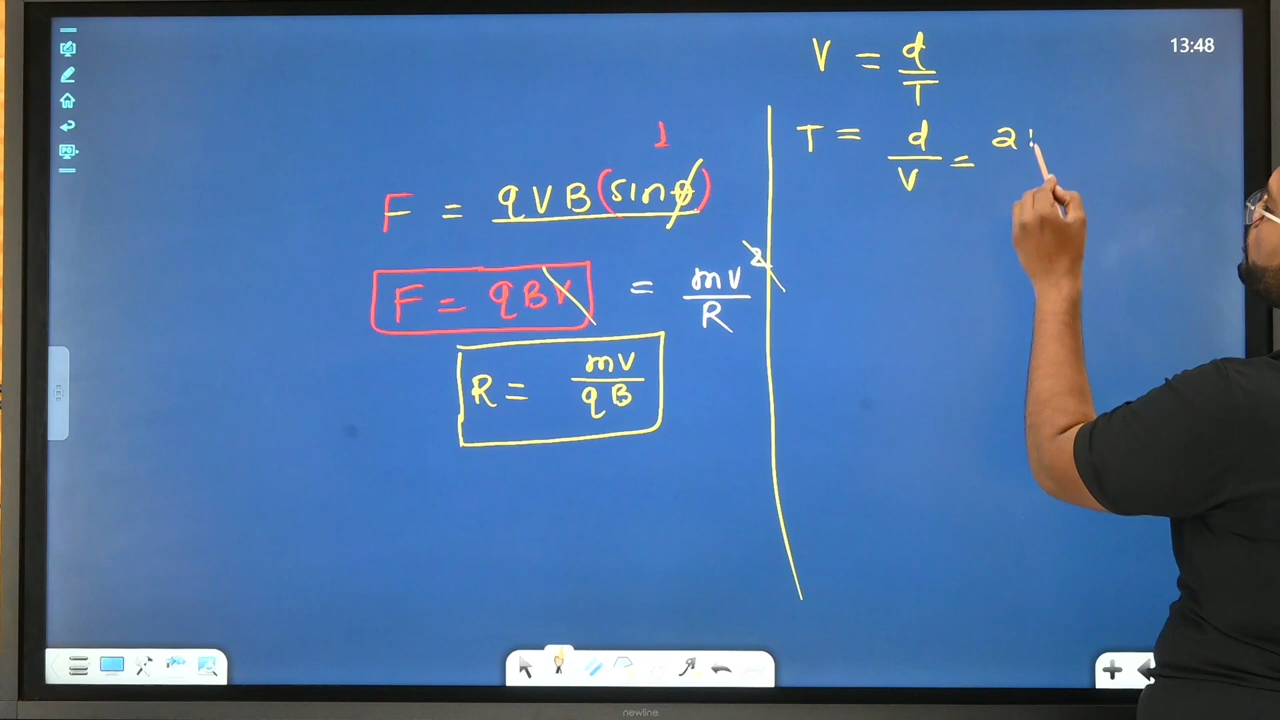 13:48
F = qVB(sinθ) 1
F = qBV = mv²/R
R = mv/qB
V = d/T
T = d/V = 2
newline